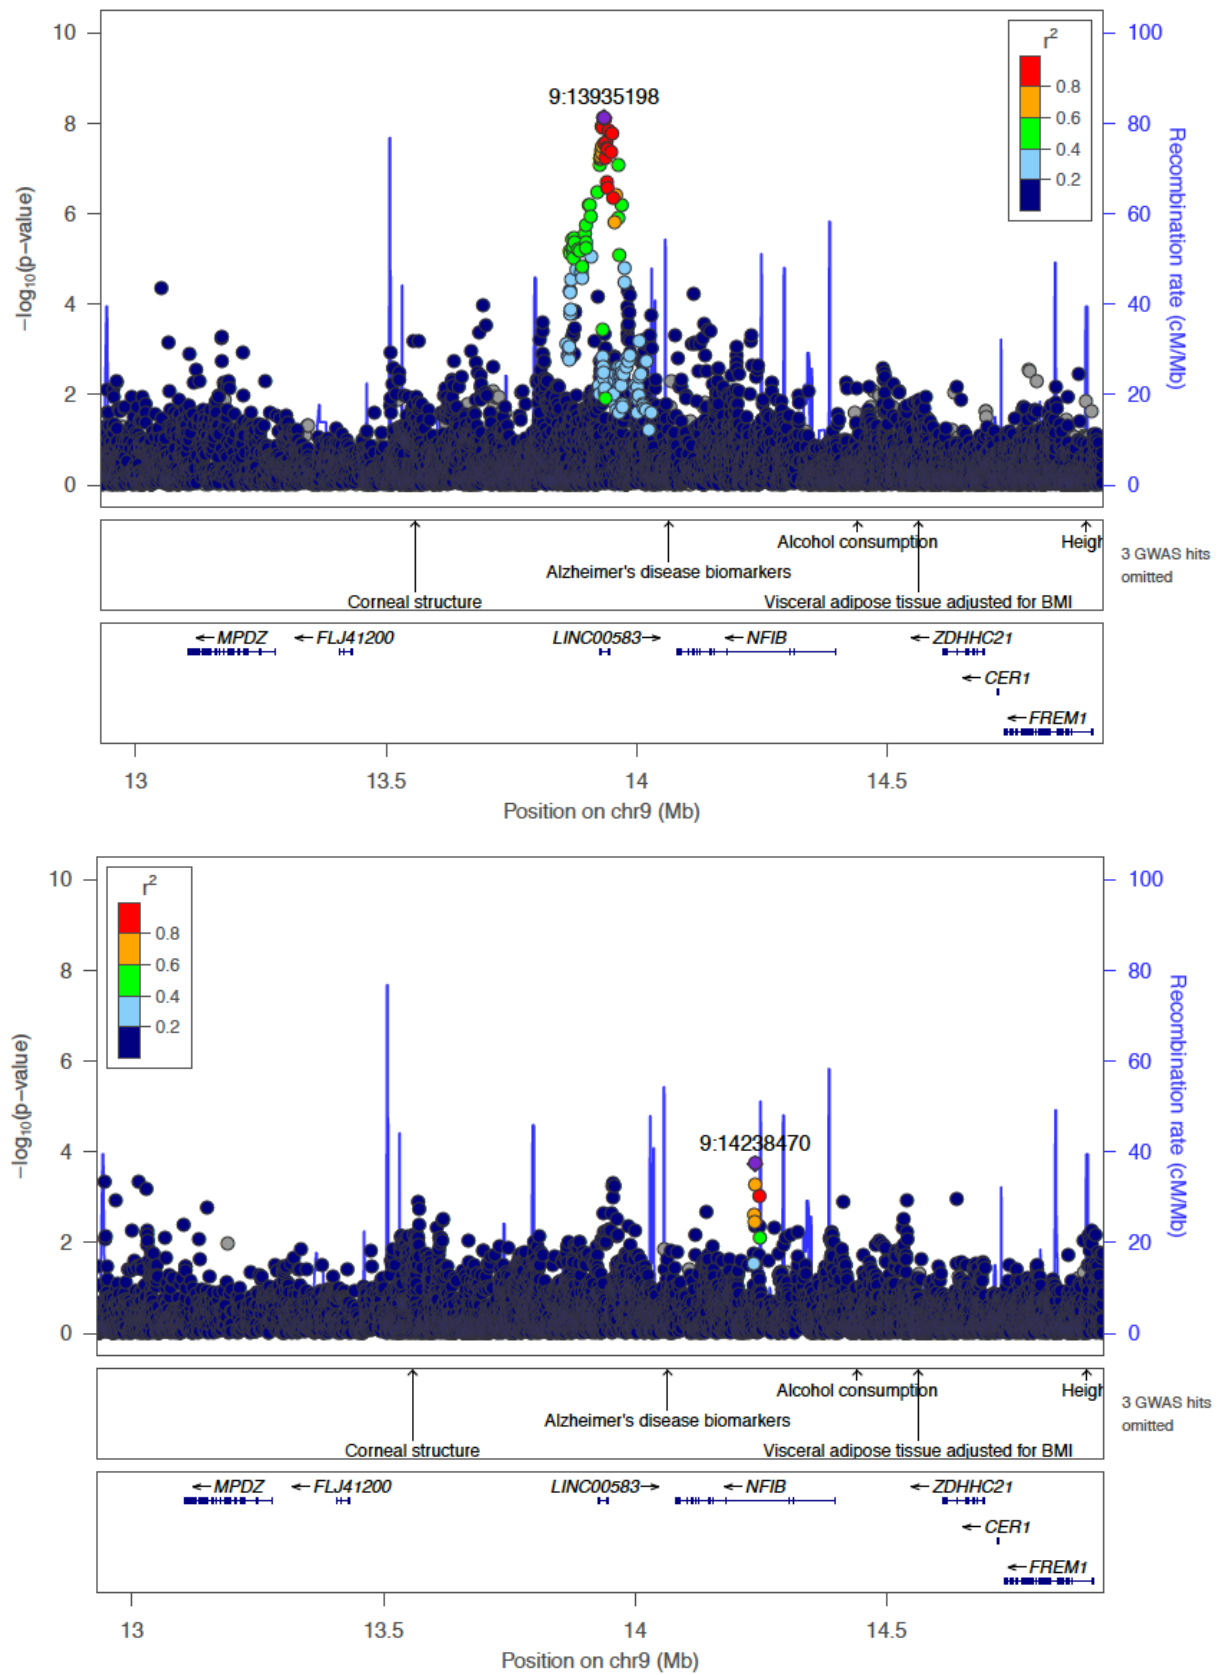 10
8
6
4
2
0
−log₁₀(p−value)
9:13935198
r²
0.8
0.6
0.4
0.2
100
80
60
40
20
0
Recombination rate (cM/Mb)
Alcohol consumption
Heigh
Alzheimer's disease biomarkers
Corneal structure
Visceral adipose tissue adjusted for BMI
3 GWAS hits
omitted
← MPDZ
← FLJ41200
LINC00583 →
← NFIB
← ZDHHC21
← CER1
← FREM1
13
13.5
14
14.5
Position on chr9 (Mb)
10
8
6
4
2
0
−log₁₀(p−value)
r²
0.8
0.6
0.4
0.2
9:14238470
100
80
60
40
20
0
Recombination rate (cM/Mb)
Alcohol consumption
Heigh
Alzheimer's disease biomarkers
Corneal structure
Visceral adipose tissue adjusted for BMI
3 GWAS hits
omitted
← MPDZ
← FLJ41200
LINC00583 →
← NFIB
← ZDHHC21
← CER1
← FREM1
13
13.5
14
14.5
Position on chr9 (Mb)